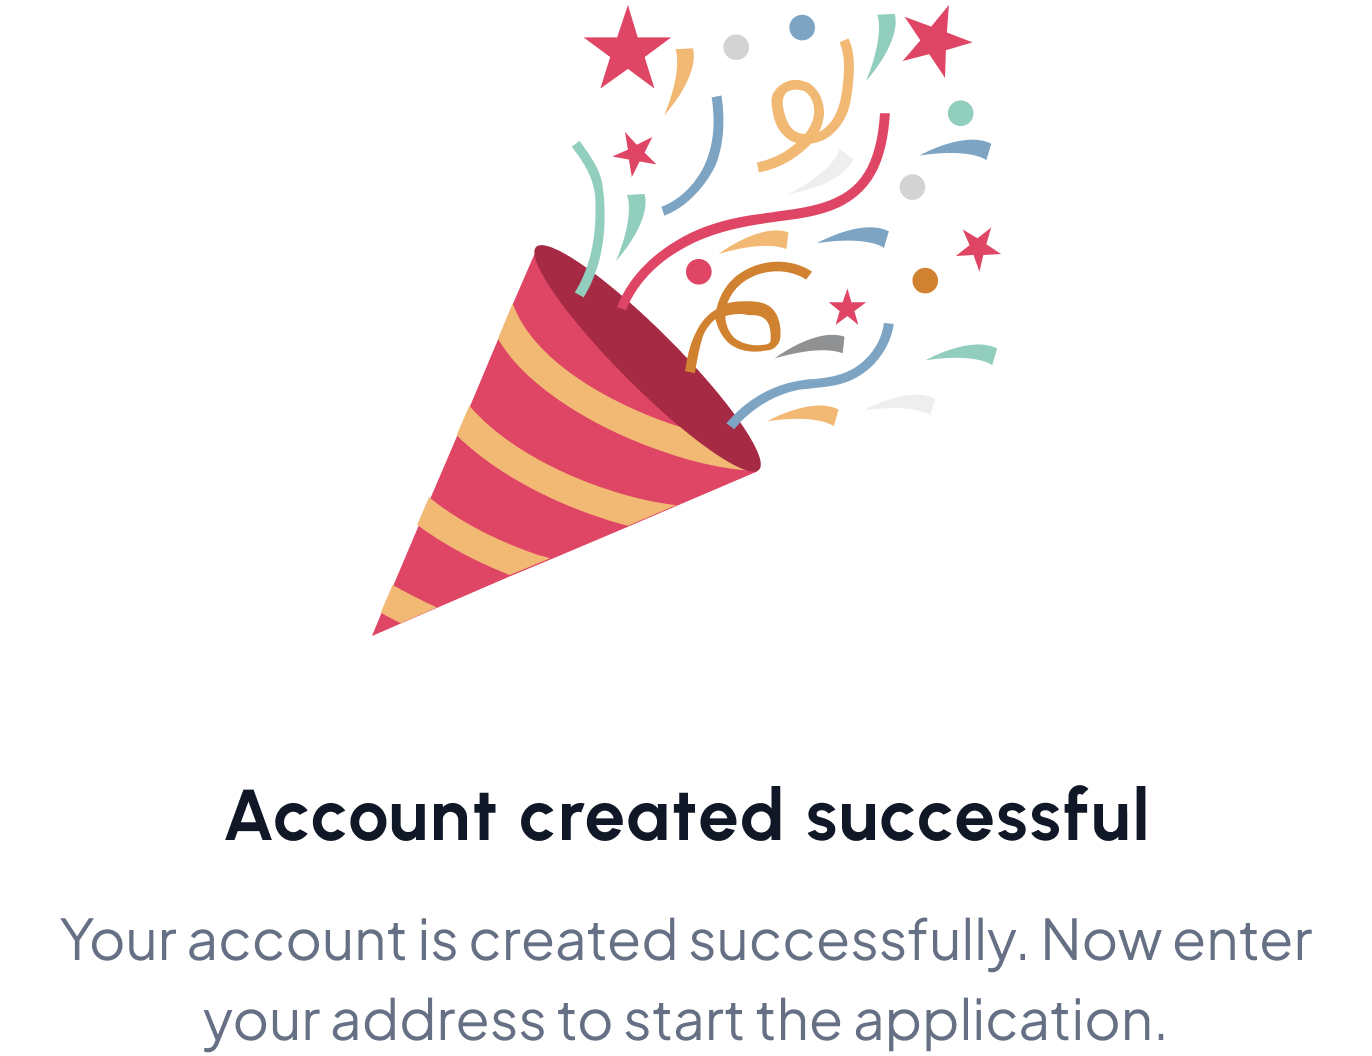 Account created successful
Your account is created successfully. Now enter
your address to start the application.